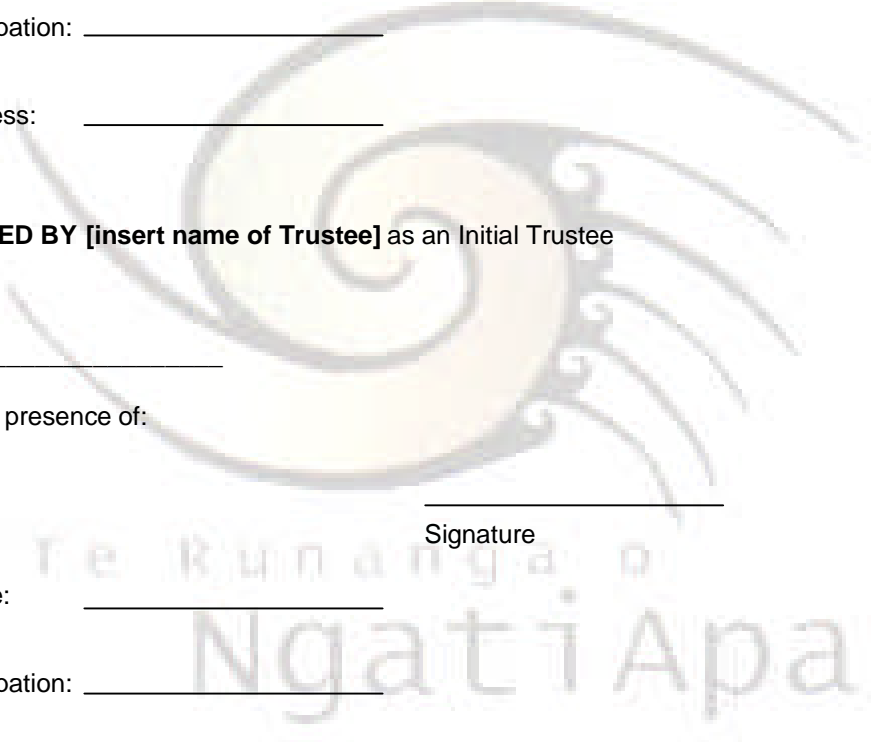 pation:
ess:
ED BY [insert name of Trustee] as an Initial Trustee
presence of:
Signature
Te Runanga o
e:
NgatiApa
pation: